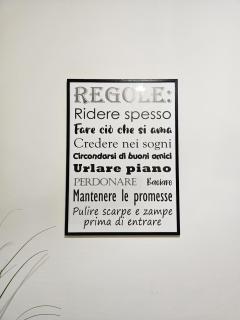 REGOLE:
Ridere spesso
Fare ciò che si ama
Credere nei sogni
Circondarsi di buoni amici
Urlare piano
PERDONARE Baciare
Mantenere le promesse
Pulire scarpe e zampe
prima di entrare